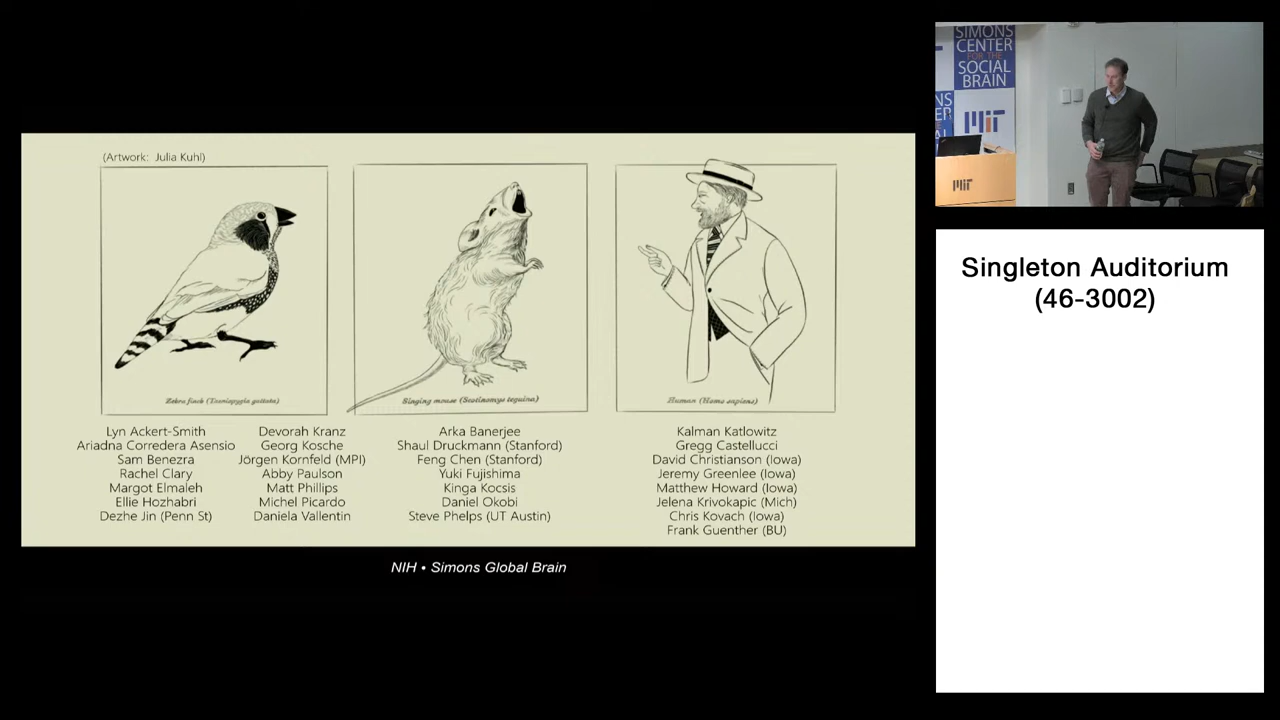 (Artwork: Julia Kuhl)
Zebra finch (Taeniopygia guttata)
Singing mouse (Scotinomys teguina)
Human (Homo sapiens)
Lyn Ackert-Smith
Ariadna Corredera Asensio
Sam Benezra
Rachel Clary
Margot Elmaleh
Ellie Hozhabri
Dezhe Jin (Penn St)
Devorah Kranz
Georg Kosche
Jörgen Kornfeld (MPI)
Abby Paulson
Matt Phillips
Michel Picardo
Daniela Vallentin
Arka Banerjee
Shaul Druckmann (Stanford)
Feng Chen (Stanford)
Yuki Fujishima
Kinga Kocsis
Daniel Okobi
Steve Phelps (UT Austin)
Kalman Katlowitz
Gregg Castellucci
David Christianson (Iowa)
Jeremy Greenlee (Iowa)
Matthew Howard (Iowa)
Jelena Krivokapic (Mich)
Chris Kovach (Iowa)
Frank Guenther (BU)
NIH • Simons Global Brain
SIMONS
CENTER
FOR THE
SOCIAL
BRAIN
MIT
MIT
Singleton Auditorium
(46-3002)